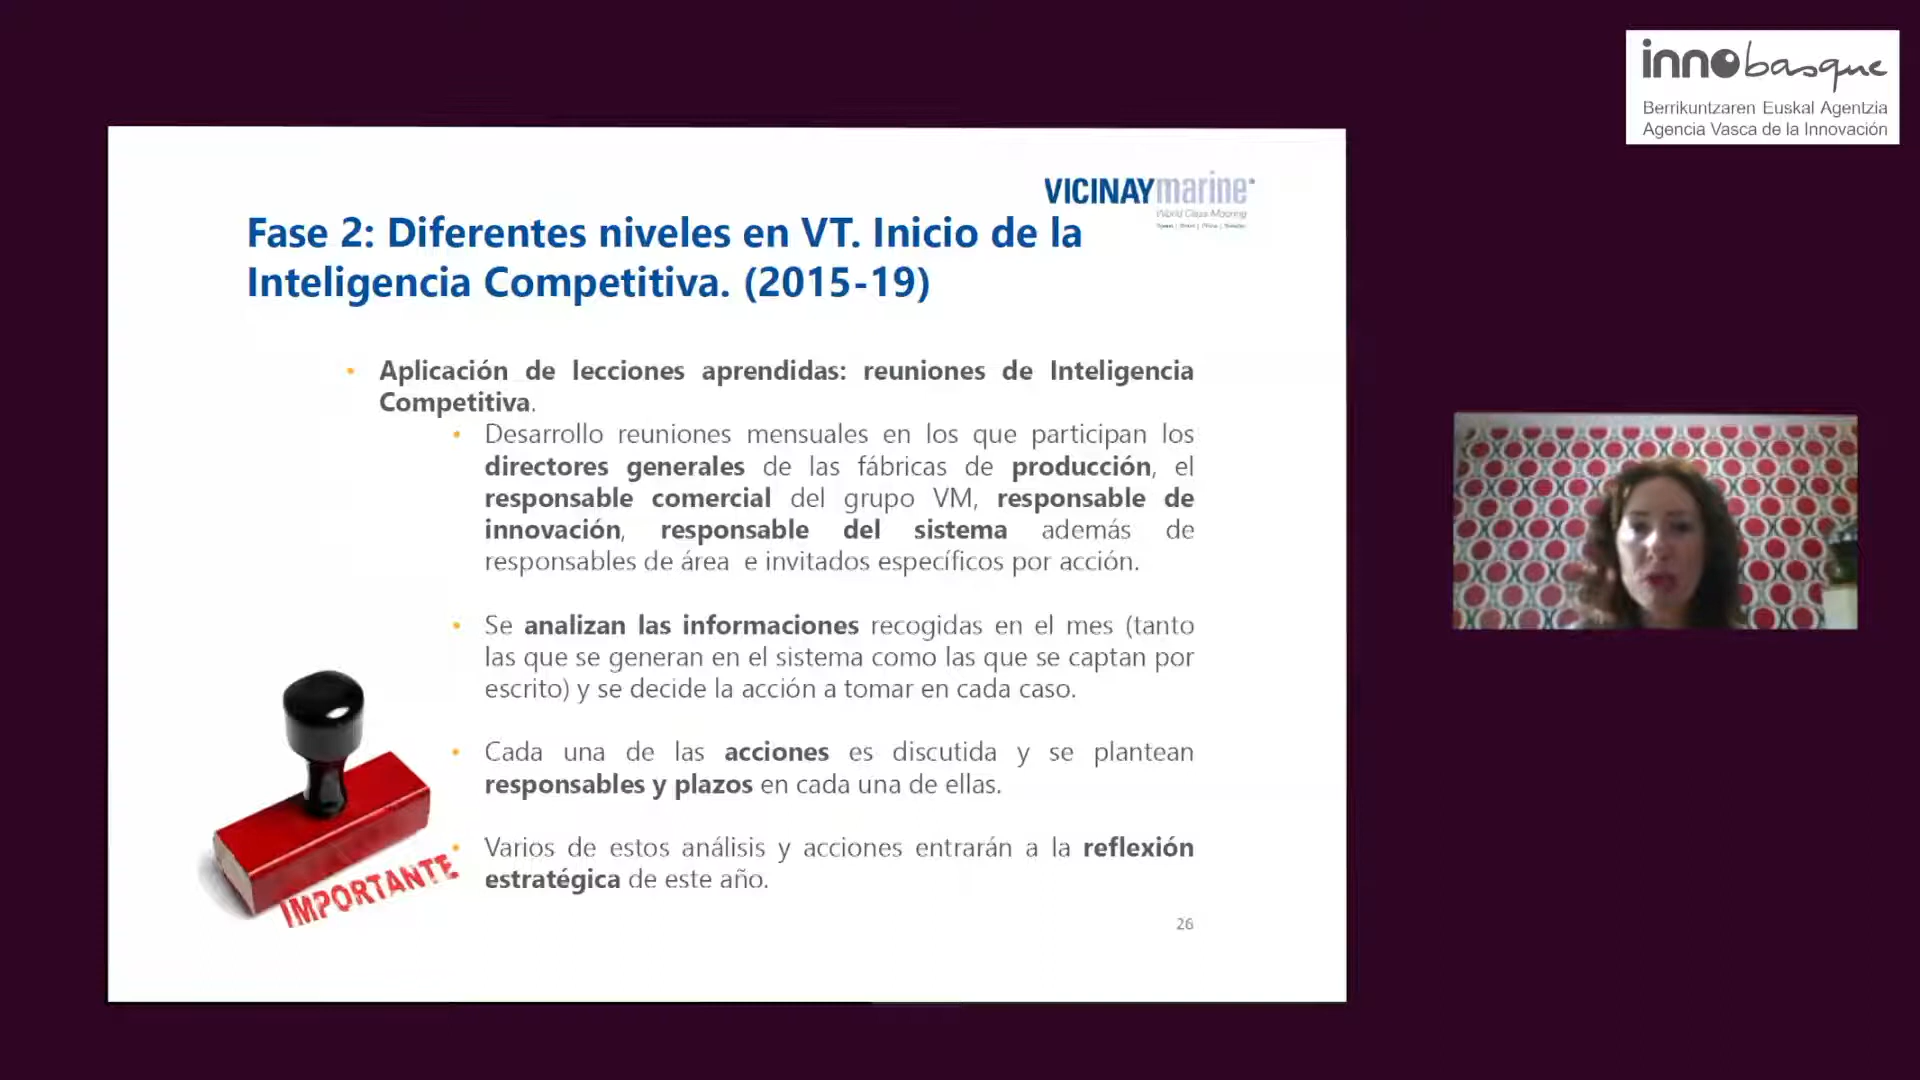 innobasque
Berrikuntzaren Euskal Agentzia
Agencia Vasca de la Innovación
VICINAYmarine
World Class Mooring
Fase 2: Diferentes niveles en VT. Inicio de la
Inteligencia Competitiva. (2015-19)
• Aplicación de lecciones aprendidas: reuniones de Inteligencia
Competitiva.
• Desarrollo reuniones mensuales en los que participan los
directores generales de las fábricas de producción, el
responsable comercial del grupo VM, responsable de
innovación, responsable del sistema además de
responsables de área e invitados específicos por acción.
• Se analizan las informaciones recogidas en el mes (tanto
las que se generan en el sistema como las que se captan por
escrito) y se decide la acción a tomar en cada caso.
• Cada una de las acciones es discutida y se plantean
responsables y plazos en cada una de ellas.
• Varios de estos análisis y acciones entrarán a la reflexión
estratégica de este año.
IMPORTANTE
26